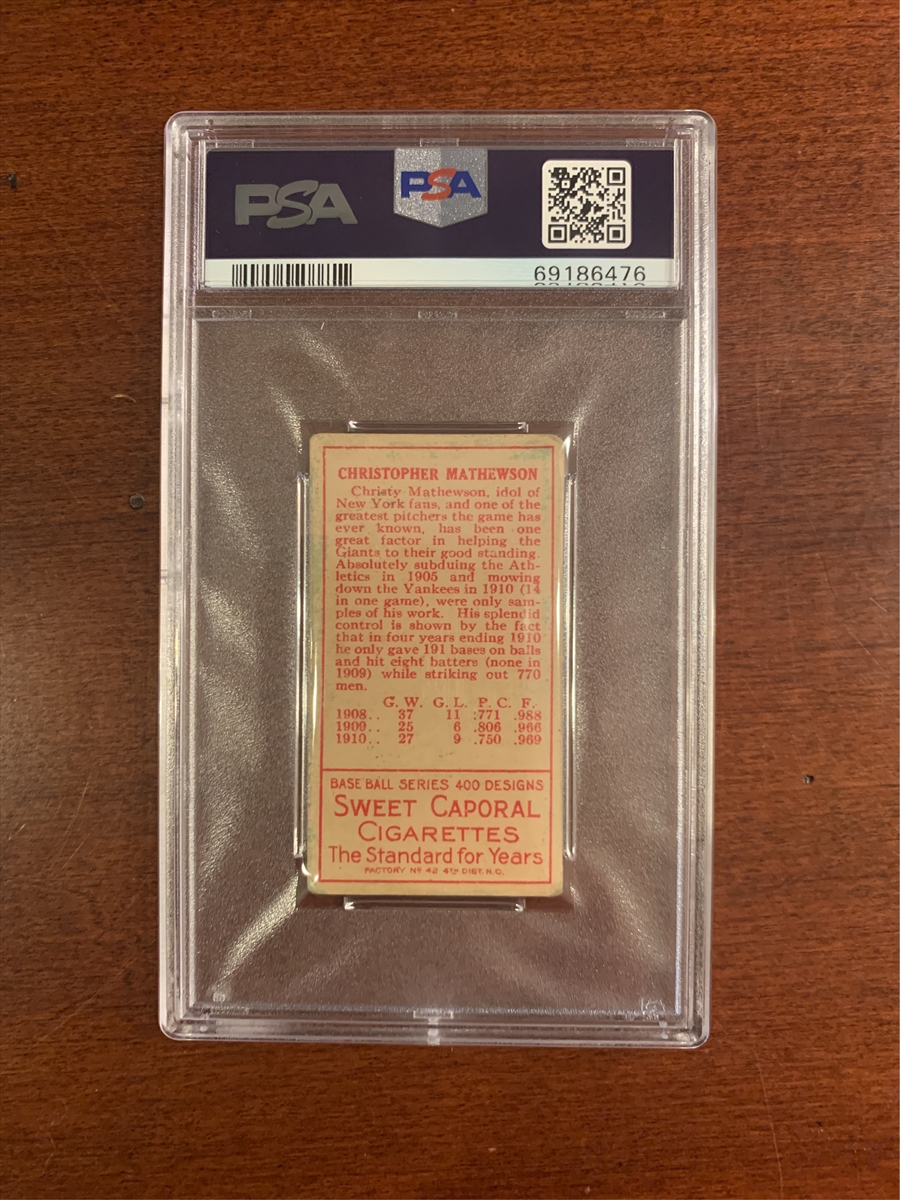 PSA
PSA
69186476
CHRISTOPHER MATHEWSON
Christy Mathewson, idol of
New York fans, and one of the
greatest pitchers the game has
ever known, has been one
great factor in helping the
Giants to their good standing.
Absolutely subduing the Ath-
letics in 1905 and mowing
down the Yankees in 1910 (14
in one game), were only sam-
ples of his work. His splendid
control is shown by the fact
that in four years ending 1910
he only gave 191 bases on balls
and hit eight batters (none in
1909) while striking out 770
men.
G. W. G. L. P. C. F.
1908.. 37 11 .771 .988
1909.. 25 6 .806 .966
1910.. 27 9 .750 .969
BASE BALL SERIES 400 DESIGNS
SWEET CAPORAL
CIGARETTES
The Standard for Years
FACTORY Nº 42 4TH DIST. N.C.